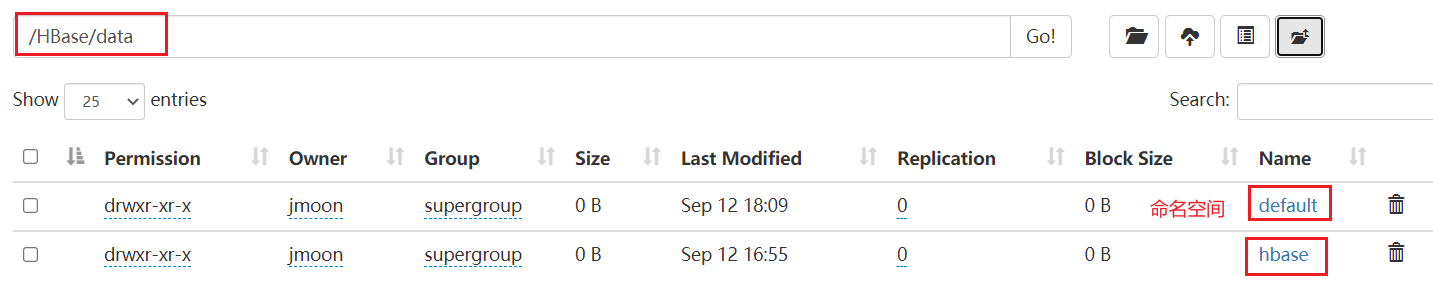 /HBase/data Go!
Show 25 entries Search:
Permission Owner Group Size Last Modified Replication Block Size Name
drwxr-xr-x jmoon supergroup 0 B Sep 12 18:09 0 0 B 命名空间 default
drwxr-xr-x jmoon supergroup 0 B Sep 12 16:55 0 0 B hbase